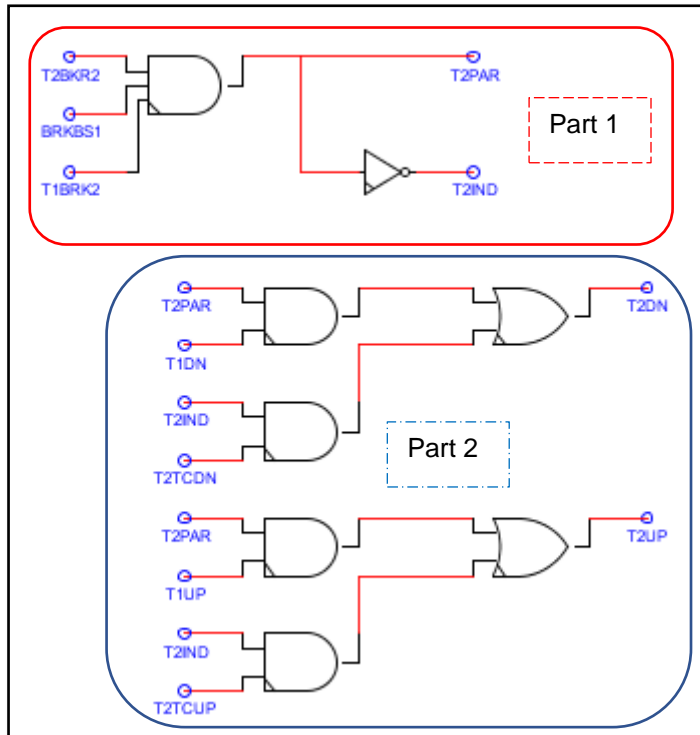 T2BKR2
T2PAR
BRKBS1
Part 1
T1BRK2
T2IND
T2PAR
T2DN
T1DN
T2IND
Part 2
T2TCDN
T2PAR
T2UP
T1UP
T2IND
T2TCUP